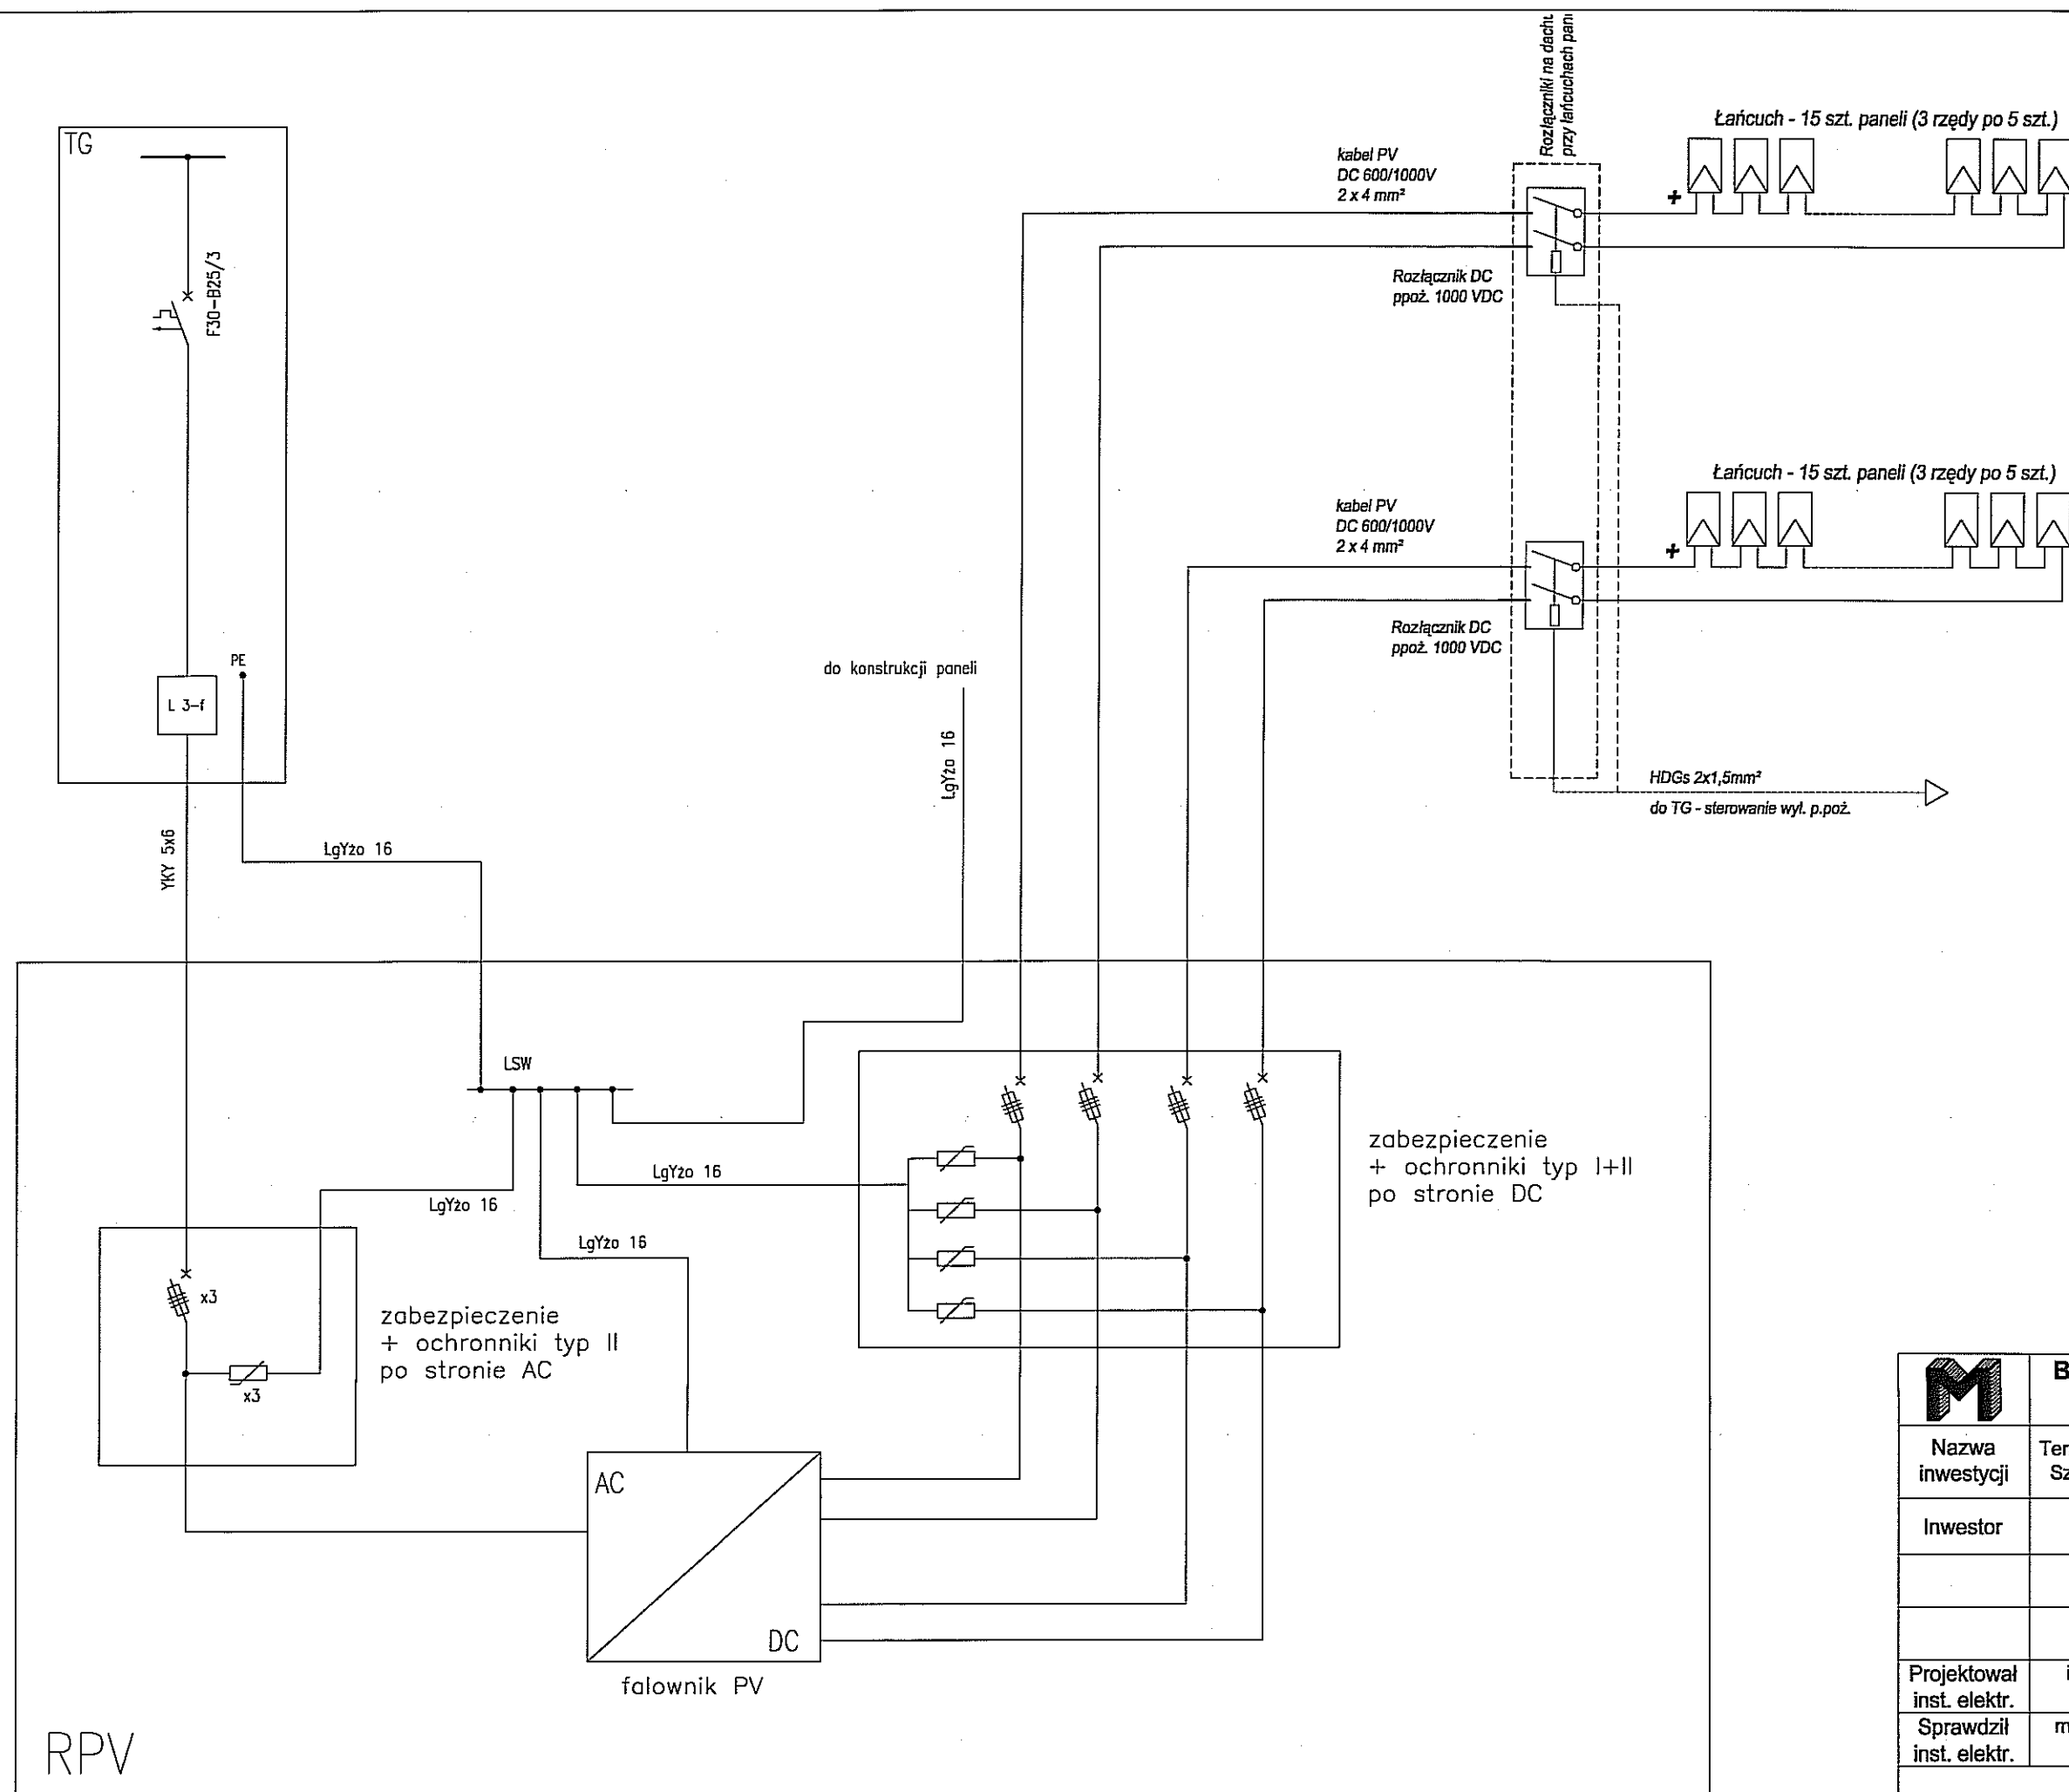 TG
F30-B25/3
L 3-f
PE
YKY 5x6
LgYżo 16
do konstrukcji paneli
LgYżo 16
kabel PV
DC 600/1000V
2 x 4 mm²
Rozłączniki na dachu
przy łańcuchach pan
Łańcuch - 15 szt. paneli (3 rzędy po 5 szt.)
+
Rozłącznik DC
ppoż. 1000 VDC
kabel PV
DC 600/1000V
2 x 4 mm²
Łańcuch - 15 szt. paneli (3 rzędy po 5 szt.)
+
Rozłącznik DC
ppoż. 1000 VDC
HDGs 2x1,5mm²
do TG - sterowanie wył. p.poż.
LSW
LgYżo 16
LgYżo 16
LgYżo 16
x3
x3
zabezpieczenie
+ ochronniki typ II
po stronie AC
zabezpieczenie
+ ochronniki typ I+II
po stronie DC
AC
DC
falownik PV
RPV
M
B
Nazwa
inwestycji
Ter
Sz
Inwestor
Projektował
inst. elektr.
i
Sprawdził
inst. elektr.
m